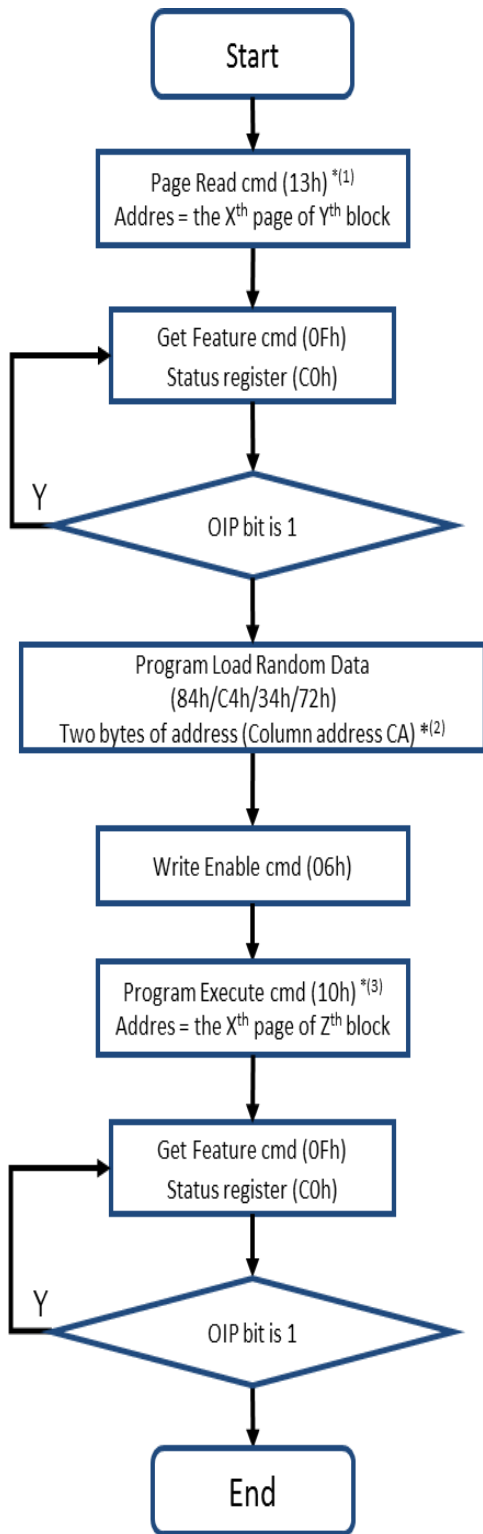 Start
Page Read cmd (13h) *(1)
Addres = the Xth page of Yth block
Get Feature cmd (0Fh)
Status register (C0h)
Y
OIP bit is 1
Program Load Random Data
(84h/C4h/34h/72h)
Two bytes of address (Column address CA) *(2)
Write Enable cmd (06h)
Program Execute cmd (10h) *(3)
Addres = the Xth page of Zth block
Get Feature cmd (0Fh)
Status register (C0h)
Y
OIP bit is 1
End